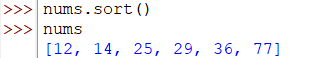 >>> nums.sort()
>>> nums
[12, 14, 25, 29, 36, 77]